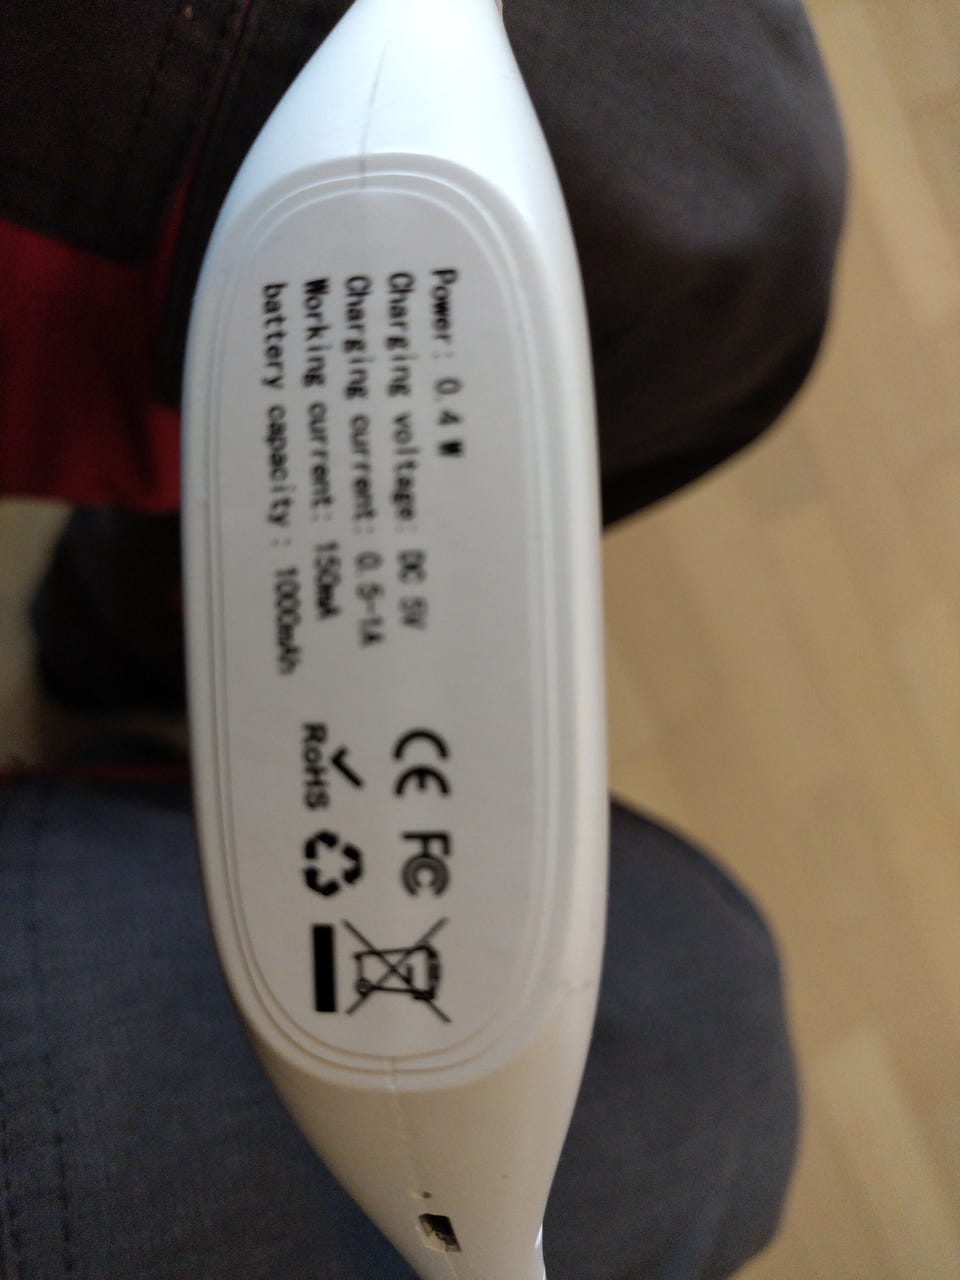 Power: 0.4 W
Charging voltage: DC 5V
Charging current: 0.5-1A
Working current: 150mA
battery capacity: 1000mAh
CE FC
RoHS